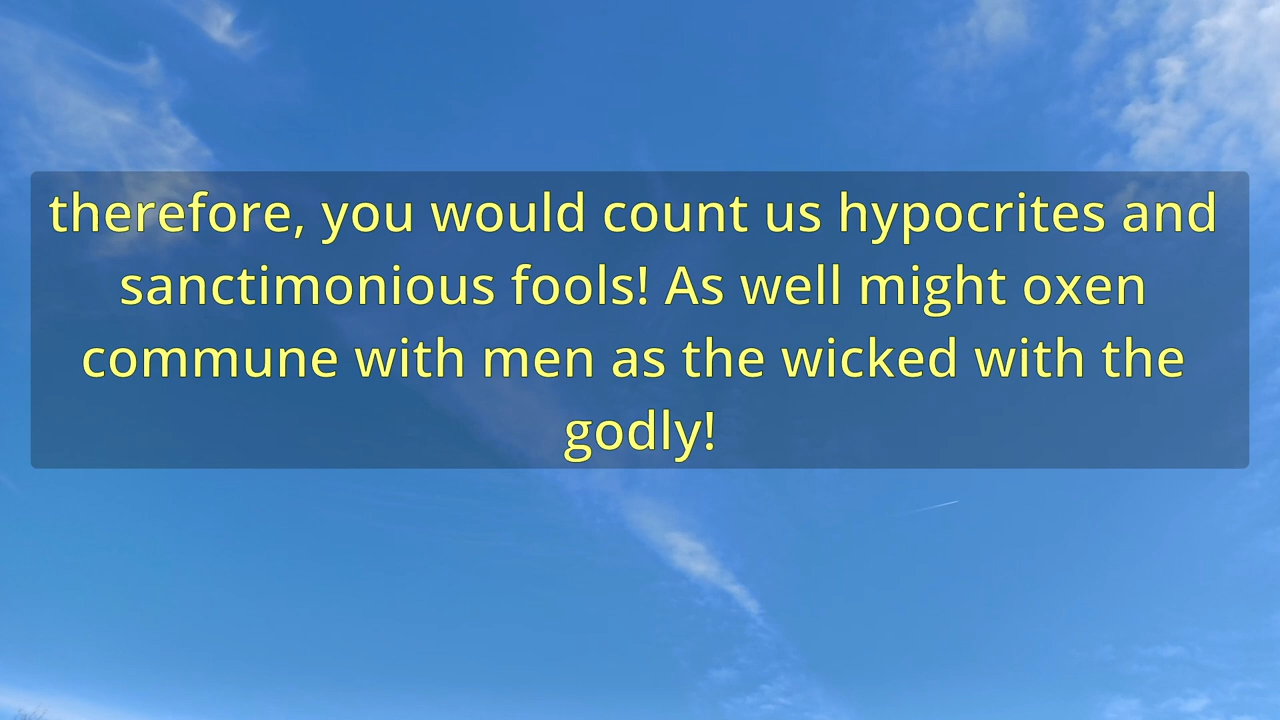 therefore, you would count us hypocrites and
sanctimonious fools! As well might oxen
commune with men as the wicked with the
godly!